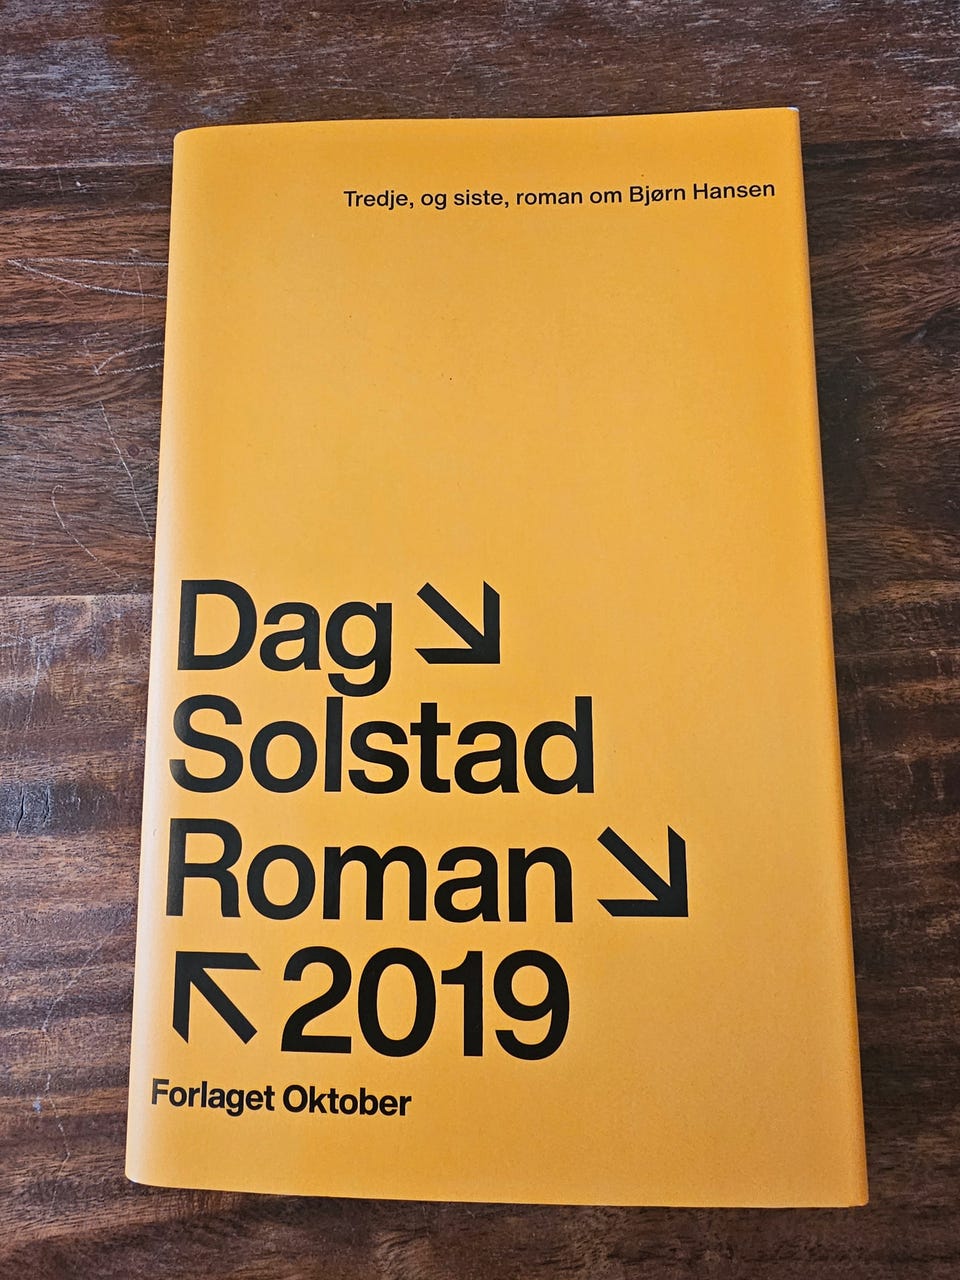 Tredje, og siste, roman om Bjørn Hansen
Dag ↘
Solstad
Roman ↘
↖ 2019
Forlaget Oktober